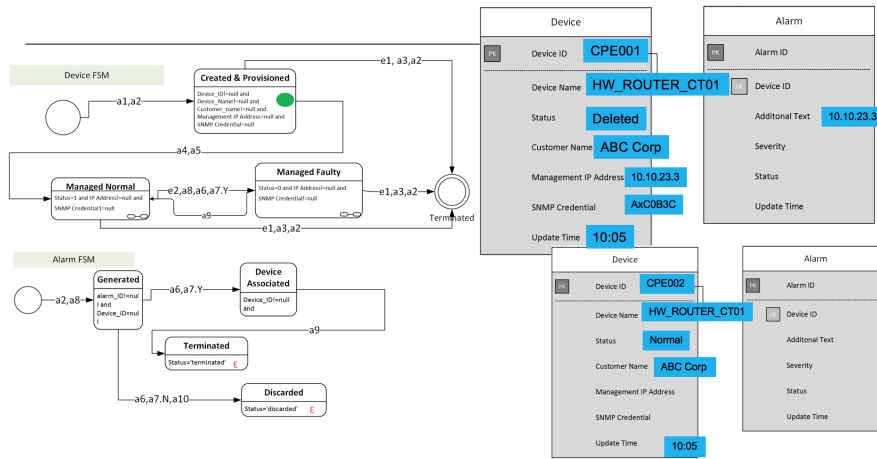 Device FSM
a1,a2
Created & Provisioned
Device_ID!=null and
Device_Name!=null and
Customer_name!=null and
Management IP Address=null and
SNMP Credential=null
e1, a3,a2
a4,a5
Managed Normal
Status=1 and IP Address!=null and
SNMP Credential1=null
e2,a8,a6,a7.Y
a9
Managed Faulty
Status=0 and IP Address!=null and
SNMP Credential!=null
e1,a3,a2
Terminated
e1,a3,a2
Alarm FSM
a2,a8
Generated
alarm_ID!=nul
l and
Device_ID=nul
l
a6,a7.Y
Device
Associated
Device_ID!=null
and
a9
Terminated
Status='terminated'
ε
a6,a7.N,a10
Discarded
Status='discarded'
ε
Device
PK
Device ID
CPE001
Device Name
HW_ROUTER_CT01
Status
Deleted
Customer Name
ABC Corp
Management IP Address
10.10.23.3
SNMP Credential
AxC0B3C
Update Time
10:05
Alarm
PK
Alarm ID
FK
Device ID
Additonal Text
10.10.23.3
Severity
Status
Update Time
Device
PK
Device ID
CPE002
Device Name
HW_ROUTER_CT01
Status
Normal
Customer Name
ABC Corp
Management IP Address
SNMP Credential
Update Time
10:05
Alarm
PK
Alarm ID
FK
Device ID
Additonal Text
Severity
Status
Update Time